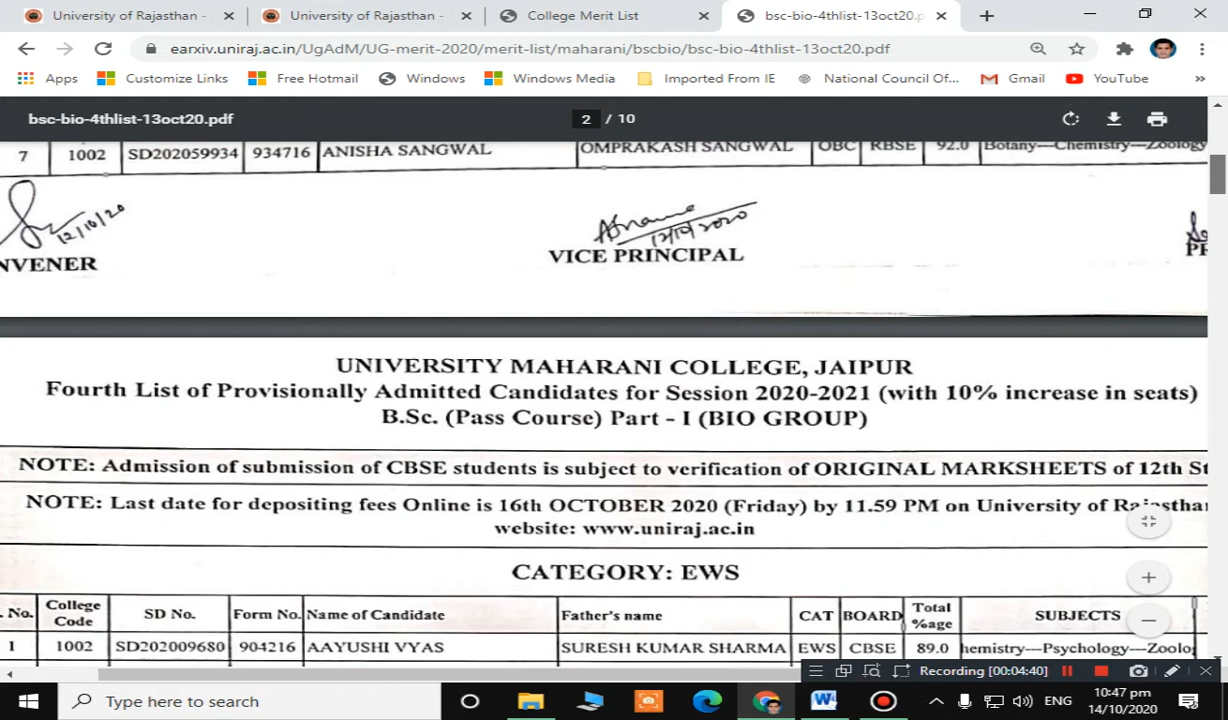 University of Rajasthan -
University of Rajasthan -
College Merit List
bsc-bio-4thlist-13oct20.p
earxiv.uniraj.ac.in/UgAdM/UG-merit-2020/merit-list/maharani/bscbio/bsc-bio-4thlist-13oct20.pdf
Apps
Customize Links
Free Hotmail
Windows
Windows Media
Imported From IE
National Council Of...
Gmail
YouTube
bsc-bio-4thlist-13oct20.pdf
2 / 10
7 1002 SD202059934 934716 ANISHA SANGWAL OMPRAKASH SANGWAL OBC RBSE 92.0 Botany---Chemistry---Zoology
12/10/20
12/10/2020
NVENER
VICE PRINCIPAL
PR
UNIVERSITY MAHARANI COLLEGE, JAIPUR
Fourth List of Provisionally Admitted Candidates for Session 2020-2021 (with 10% increase in seats)
B.Sc. (Pass Course) Part - I (BIO GROUP)
NOTE: Admission of submission of CBSE students is subject to verification of ORIGINAL MARKSHEETS of 12th St
NOTE: Last date for depositing fees Online is 16th OCTOBER 2020 (Friday) by 11.59 PM on University of Rajasthan
website: www.uniraj.ac.in
CATEGORY: EWS
. No. College Code SD No. Form No. Name of Candidate Father's name CAT BOARD Total %age SUBJECTS
1 1002 SD202009680 904216 AAYUSHI VYAS SURESH KUMAR SHARMA EWS CBSE 89.0 hemistry---Psychology---Zoolo
Recording [00:04:40]
Type here to search
ENG
10:47 pm
14/10/2020